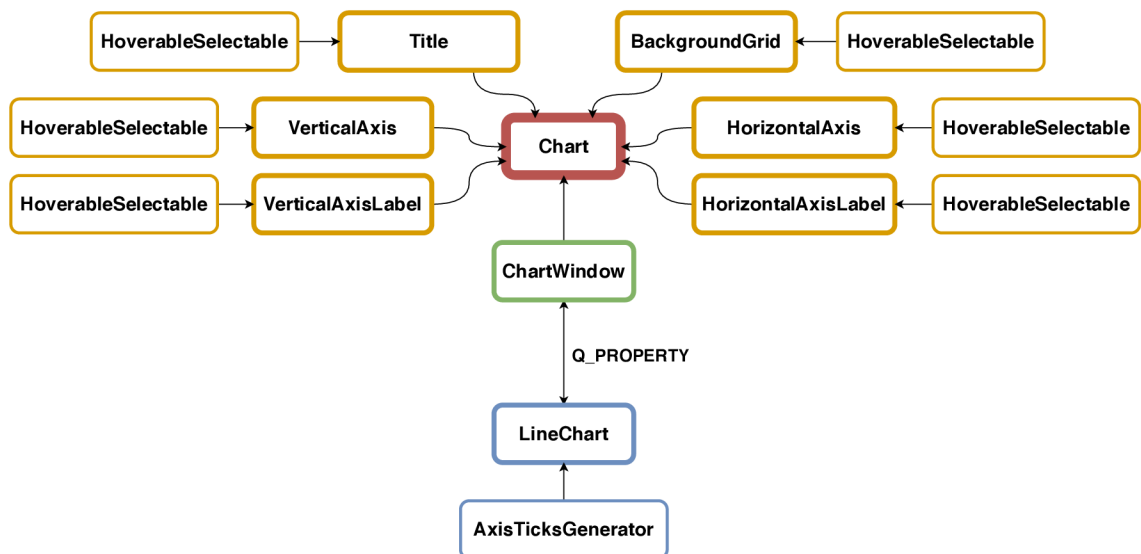 HoverableSelectable
Title
BackgroundGrid
HoverableSelectable
HoverableSelectable
VerticalAxis
Chart
HorizontalAxis
HoverableSelectable
HoverableSelectable
VerticalAxisLabel
HorizontalAxisLabel
HoverableSelectable
ChartWindow
Q_PROPERTY
LineChart
AxisTicksGenerator